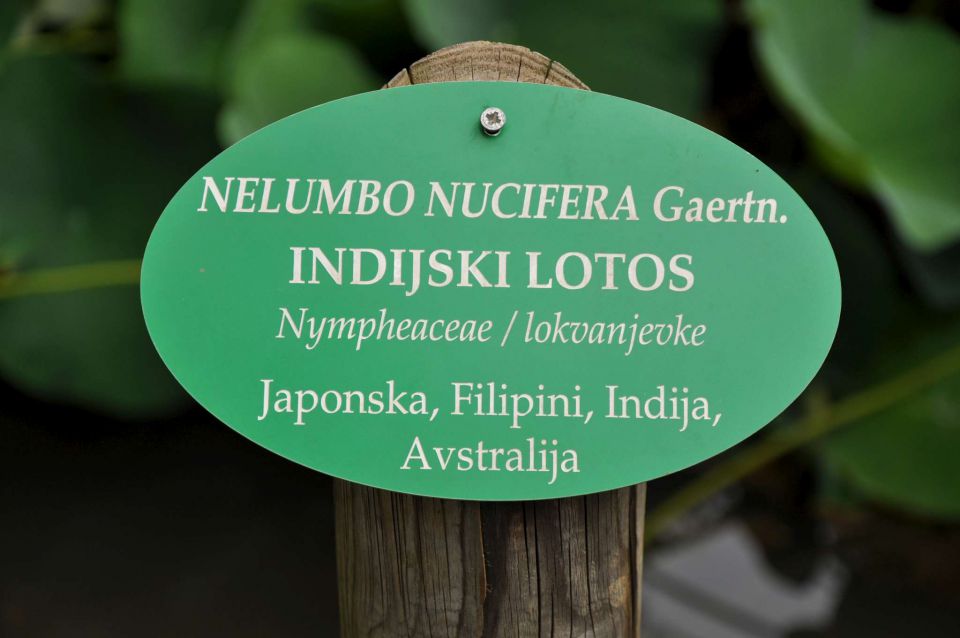 NELUMBO NUCIFERA Gaertn.
INDIJSKI LOTOS
Nympheaceae / lokvanjevke
Japonska, Filipini, Indija,
Avstralija